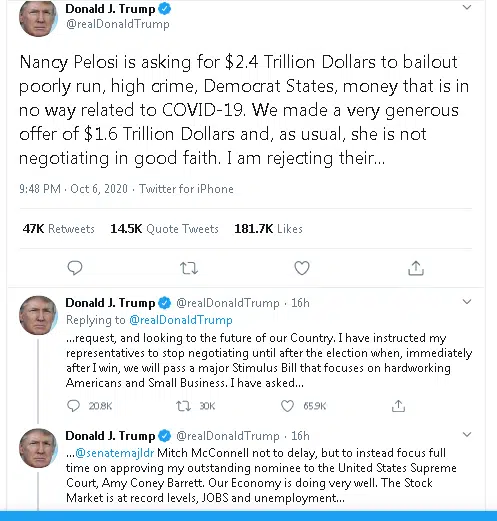 Donald J. Trump
@realDonaldTrump
Nancy Pelosi is asking for $2.4 Trillion Dollars to bailout
poorly run, high crime, Democrat States, money that is in
no way related to COVID-19. We made a very generous
offer of $1.6 Trillion Dollars and, as usual, she is not
negotiating in good faith. I am rejecting their...
9:48 PM · Oct 6, 2020 · Twitter for iPhone
47K Retweets 14.5K Quote Tweets 181.7K Likes
Donald J. Trump @realDonaldTrump · 16h
Replying to @realDonaldTrump
...request, and looking to the future of our Country. I have instructed my
representatives to stop negotiating until after the election when, immediately
after I win, we will pass a major Stimulus Bill that focuses on hardworking
Americans and Small Business. I have asked...
20.8K 30K 65.9K
Donald J. Trump @realDonaldTrump · 16h
...@senatemajldr Mitch McConnell not to delay, but to instead focus full
time on approving my outstanding nominee to the United States Supreme
Court, Amy Coney Barrett. Our Economy is doing very well. The Stock
Market is at record levels, JOBS and unemployment...